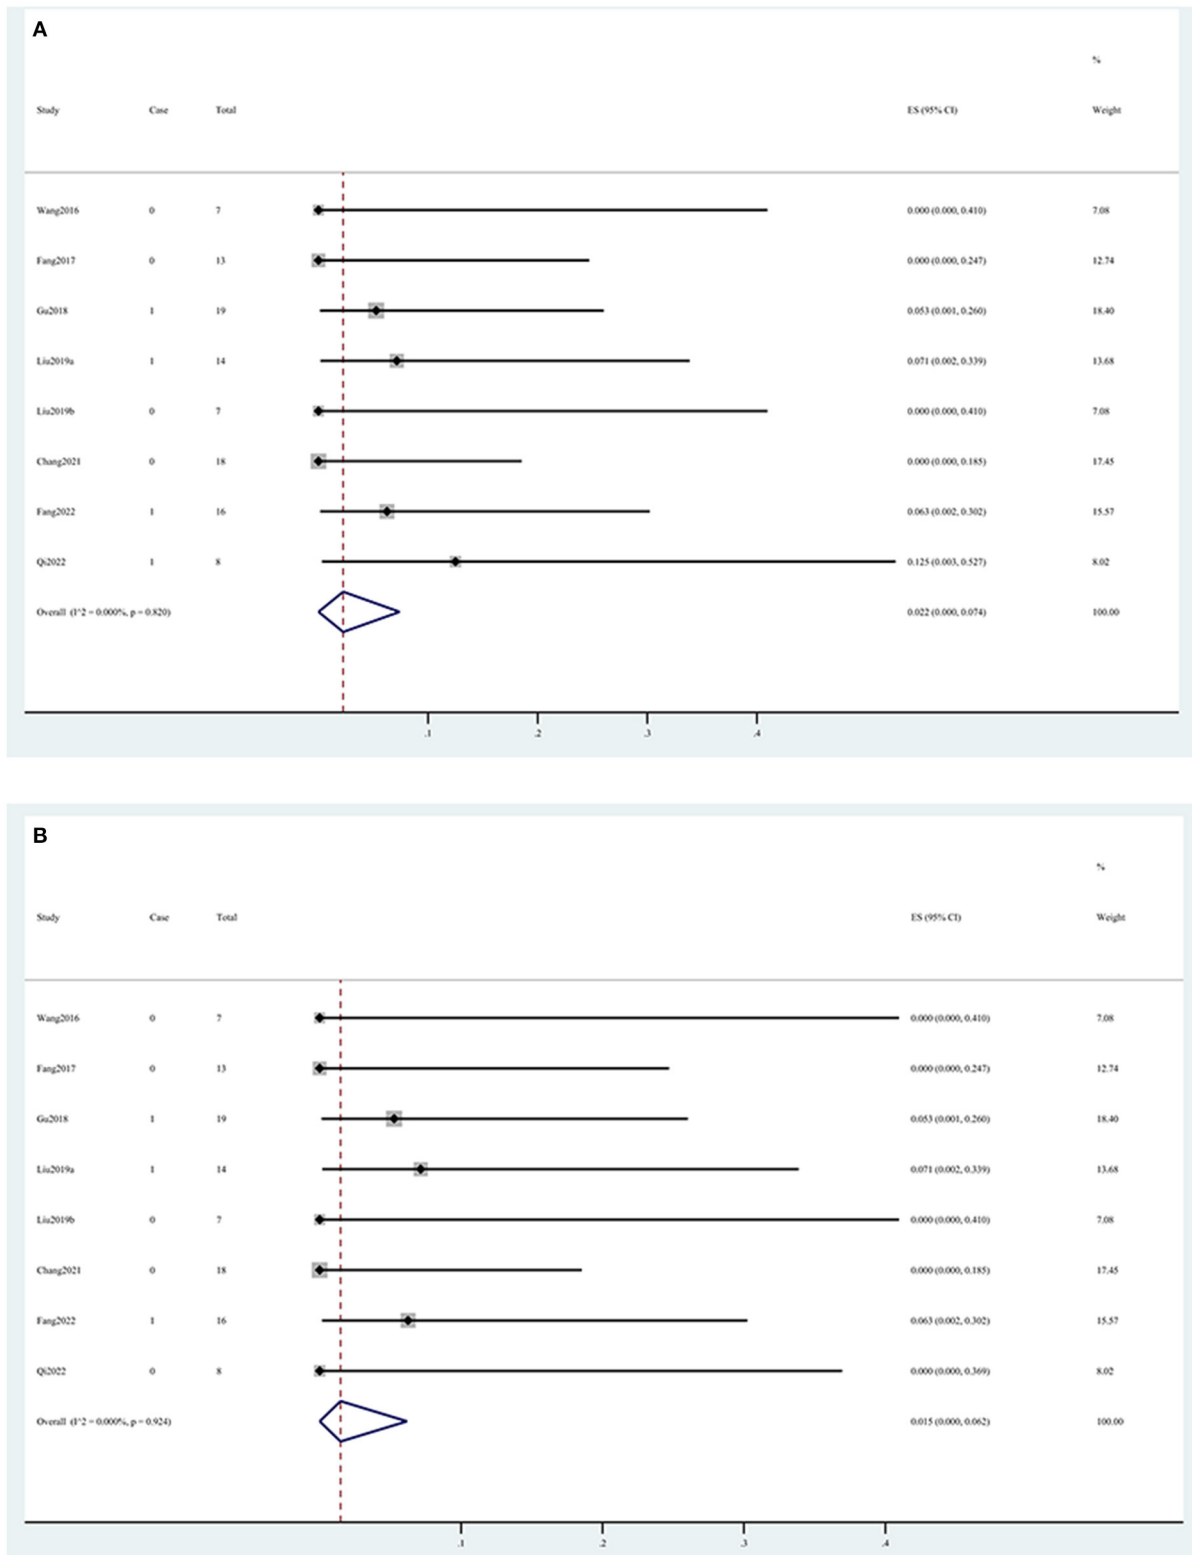 A
%
Study Case Total ES (95% CI) Weight
Wang2016 0 7 0.000 (0.000, 0.410) 7.08
Fang2017 0 13 0.000 (0.000, 0.247) 12.74
Gu2018 1 19 0.053 (0.001, 0.260) 18.40
Liu2019a 1 14 0.071 (0.002, 0.339) 13.68
Liu2019b 0 7 0.000 (0.000, 0.410) 7.08
Chang2021 0 18 0.000 (0.000, 0.185) 17.45
Fang2022 1 16 0.063 (0.002, 0.302) 15.57
Qi2022 1 8 0.125 (0.003, 0.527) 8.02
Overall (I^2 = 0.000%, p = 0.820) 0.022 (0.000, 0.074) 100.00
.1 .2 .3 .4
B
%
Study Case Total ES (95% CI) Weight
Wang2016 0 7 0.000 (0.000, 0.410) 7.08
Fang2017 0 13 0.000 (0.000, 0.247) 12.74
Gu2018 1 19 0.053 (0.001, 0.260) 18.40
Liu2019a 1 14 0.071 (0.002, 0.339) 13.68
Liu2019b 0 7 0.000 (0.000, 0.410) 7.08
Chang2021 0 18 0.000 (0.000, 0.185) 17.45
Fang2022 1 16 0.063 (0.002, 0.302) 15.57
Qi2022 0 8 0.000 (0.000, 0.369) 8.02
Overall (I^2 = 0.000%, p = 0.924) 0.015 (0.000, 0.062) 100.00
.1 .2 .3 .4